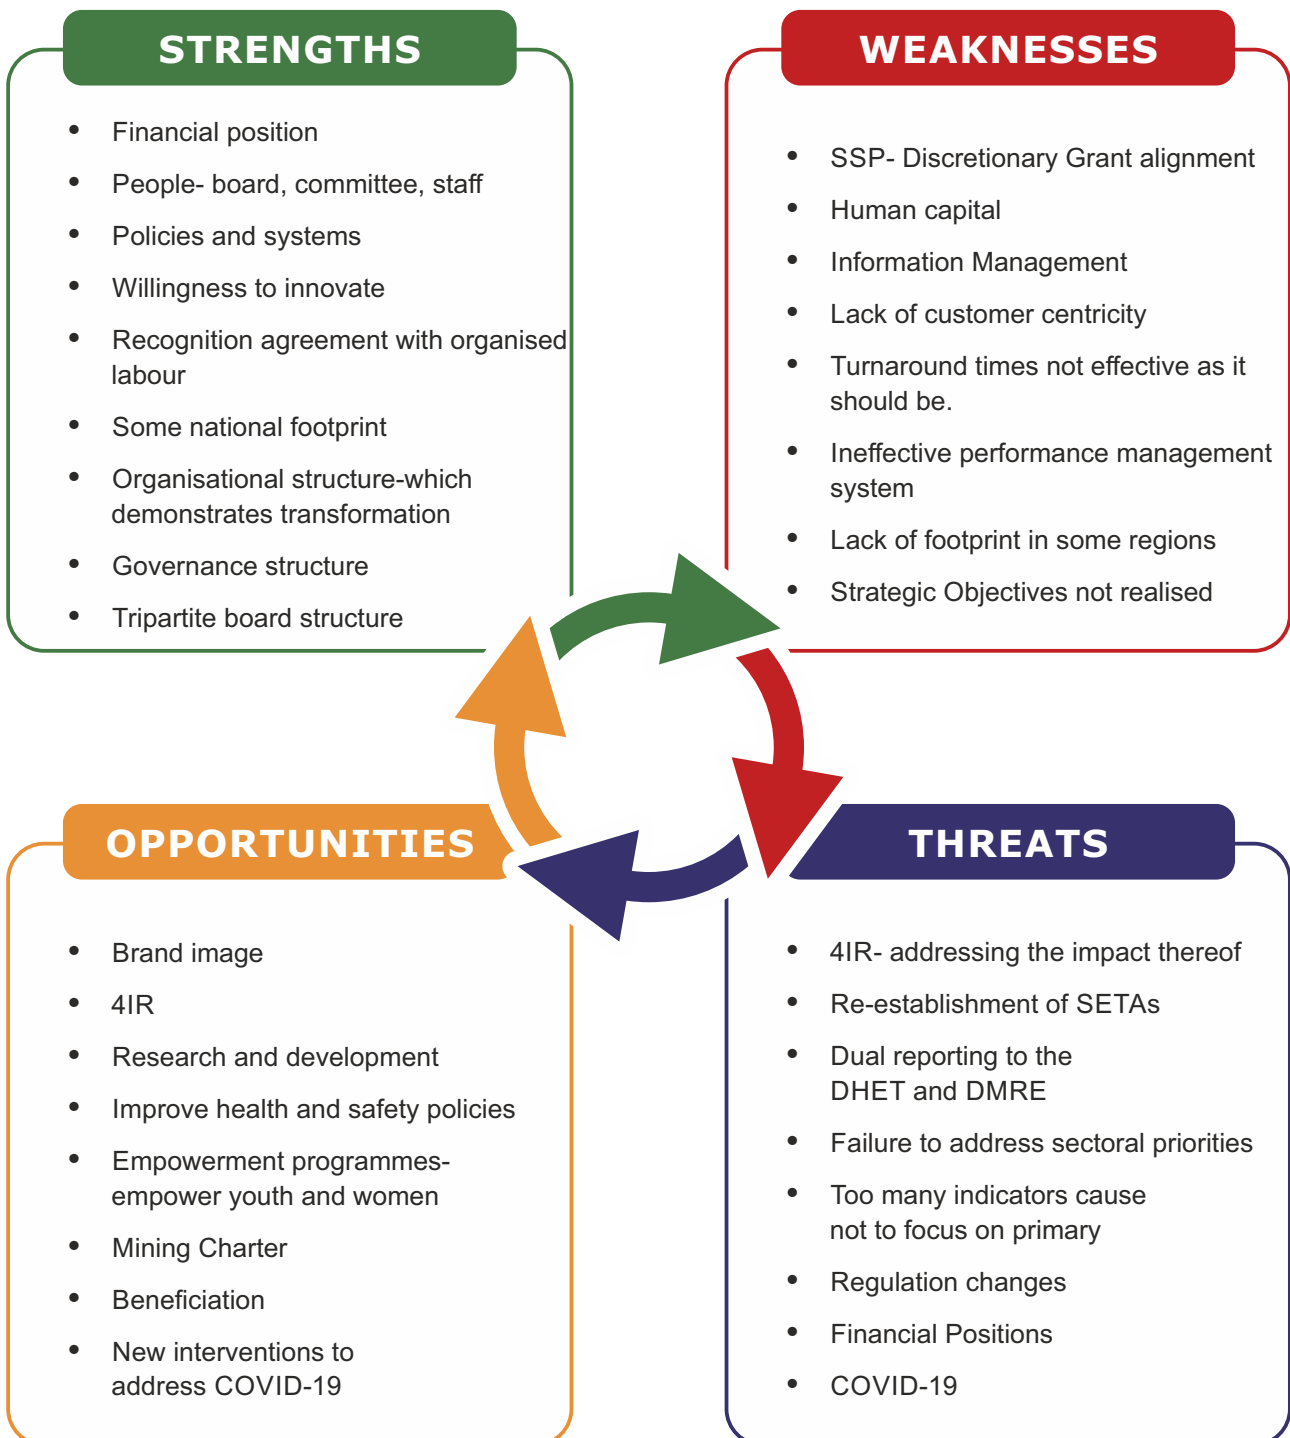 STRENGTHS
• Financial position
• People- board, committee, staff
• Policies and systems
• Willingness to innovate
• Recognition agreement with organised
labour
• Some national footprint
• Organisational structure-which
demonstrates transformation
• Governance structure
• Tripartite board structure
WEAKNESSES
• SSP- Discretionary Grant alignment
• Human capital
• Information Management
• Lack of customer centricity
• Turnaround times not effective as it
should be.
• Ineffective performance management
system
• Lack of footprint in some regions
• Strategic Objectives not realised
OPPORTUNITIES
• Brand image
• 4IR
• Research and development
• Improve health and safety policies
• Empowerment programmes-
empower youth and women
• Mining Charter
• Beneficiation
• New interventions to
address COVID-19
THREATS
• 4IR- addressing the impact thereof
• Re-establishment of SETAs
• Dual reporting to the
DHET and DMRE
• Failure to address sectoral priorities
• Too many indicators cause
not to focus on primary
• Regulation changes
• Financial Positions
• COVID-19